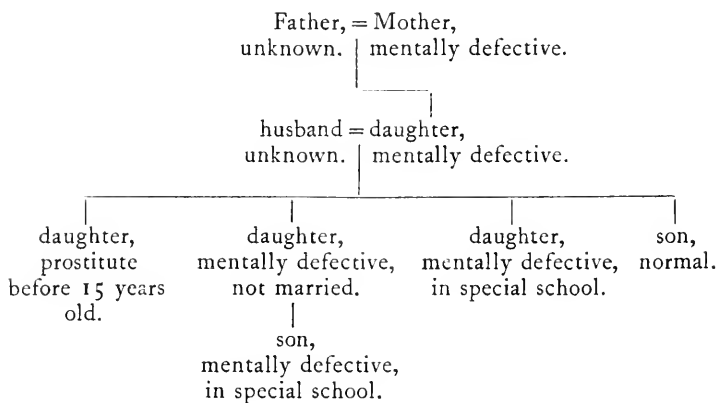 Father, = Mother,
unknown. mentally defective.
husband = daughter,
unknown. mentally defective.
daughter, daughter, daughter, son,
prostitute mentally defective, mentally defective, normal.
before 15 years not married. in special school.
old.
son,
mentally defective,
in special school.